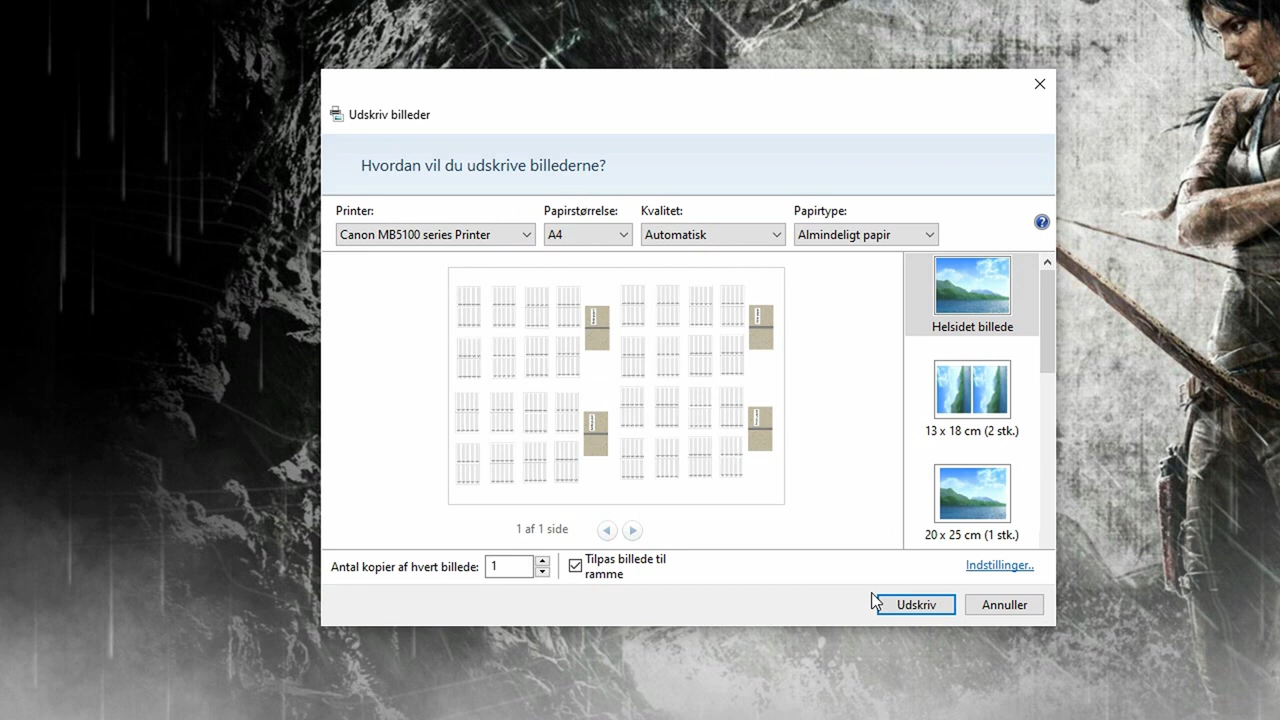 Udskriv billeder
Hvordan vil du udskrive billederne?
Printer: Papirstørrelse: Kvalitet: Papirtype:
Canon MB5100 series Printer A4 Automatisk Almindeligt papir
Helsidet billede
13 x 18 cm (2 stk.)
20 x 25 cm (1 stk.)
1 af 1 side
Antal kopier af hvert billede: 1 Tilpas billede til
ramme
Indstillinger..
Udskriv Annuller